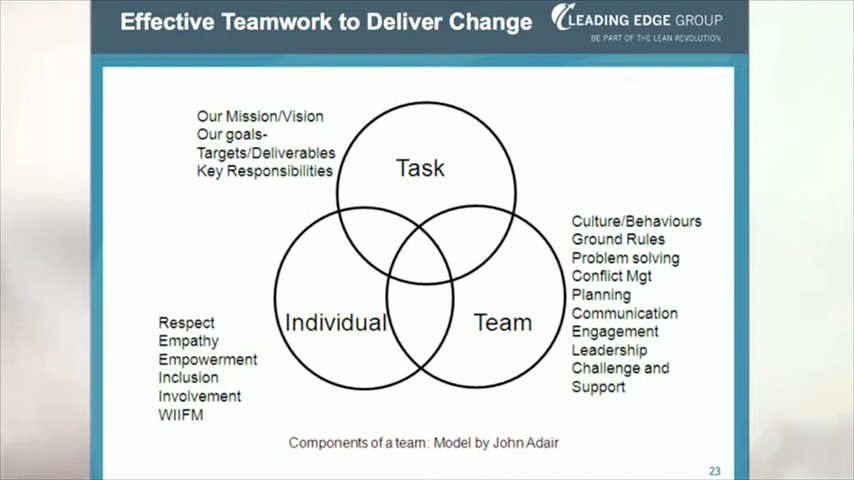 Effective Teamwork to Deliver Change
LEADING EDGE GROUP
BE PART OF THE LEAN REVOLUTION
Our Mission/Vision
Our goals-
Targets/Deliverables
Key Responsibilities
Task
Culture/Behaviours
Ground Rules
Problem solving
Conflict Mgt
Planning
Communication
Engagement
Leadership
Challenge and
Support
Individual
Team
Respect
Empathy
Empowerment
Inclusion
Involvement
WIIFM
Components of a team: Model by John Adair
23